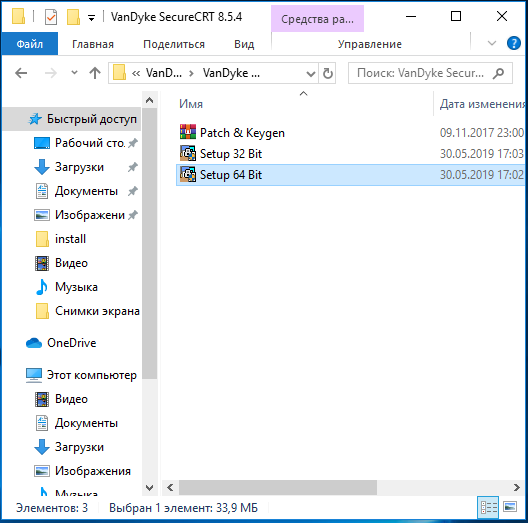 VanDyke SecureCRT 8.5.4
Средства ра...
Файл
Главная
Поделиться
Вид
Управление
VanD...
VanDyke ...
Поиск: VanDyke Secur...
Имя
Дата изменения
Быстрый доступ
Рабочий сто.
Загрузки
Документы
Изображени
install
Видео
Музыка
Снимки экрана
OneDrive
Этот компьютер
Видео
Документы
Загрузки
Изображения
Музыка
Patch & Keygen
09.11.2017 23:00
Setup 32 Bit
30.05.2019 17:03
Setup 64 Bit
30.05.2019 17:02
Элементов: 3
Выбран 1 элемент: 33,9 МБ